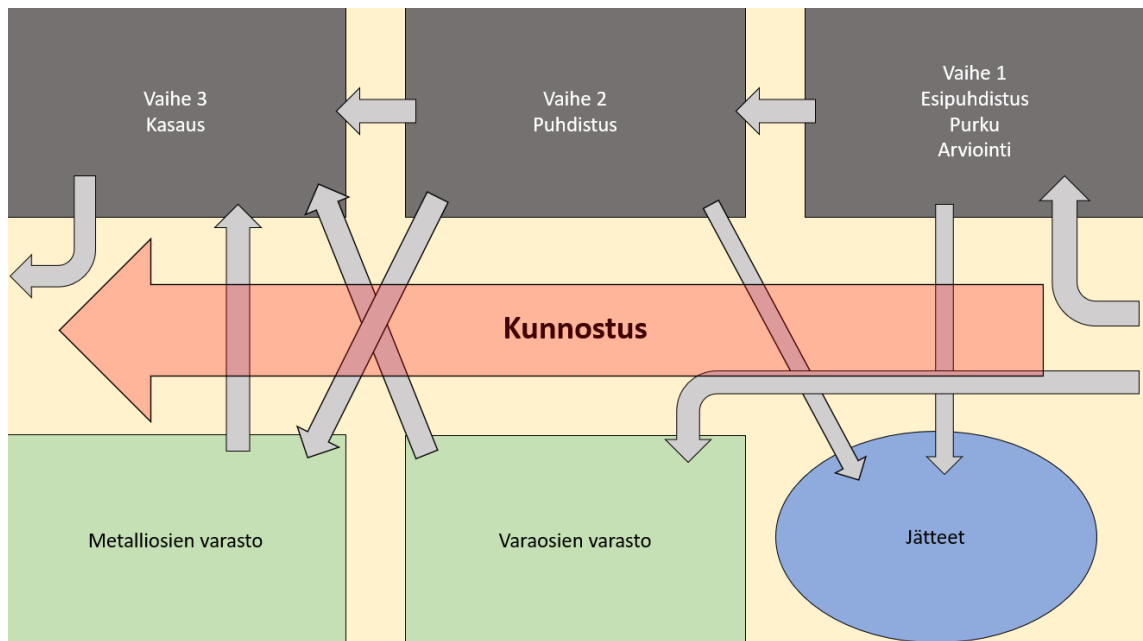 Vaihe 3
Kasaus
Vaihe 2
Puhdistus
Vaihe 1
Esipuhdistus
Purku
Arviointi
Kunnostus
Metalliosien varasto
Varaosien varasto
Jätteet